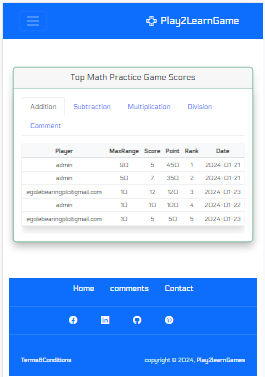 Play2LearnGame
Top Math Practice Game Scores
Addition Subtraction Multiplication Division
Comment
Player MaxRange Score Point Rank Date
admin 90 5 450 1 2024-01-21
admin 50 7 350 2 2024-01-21
egolebearingplc@gmail.com 10 12 120 3 2024-01-23
admin 10 10 100 4 2024-01-22
egolebearingplc@gmail.com 10 5 50 5 2024-01-23
Home comments Contact
Terms&Conditions copyright © 2024, Play2learnGames